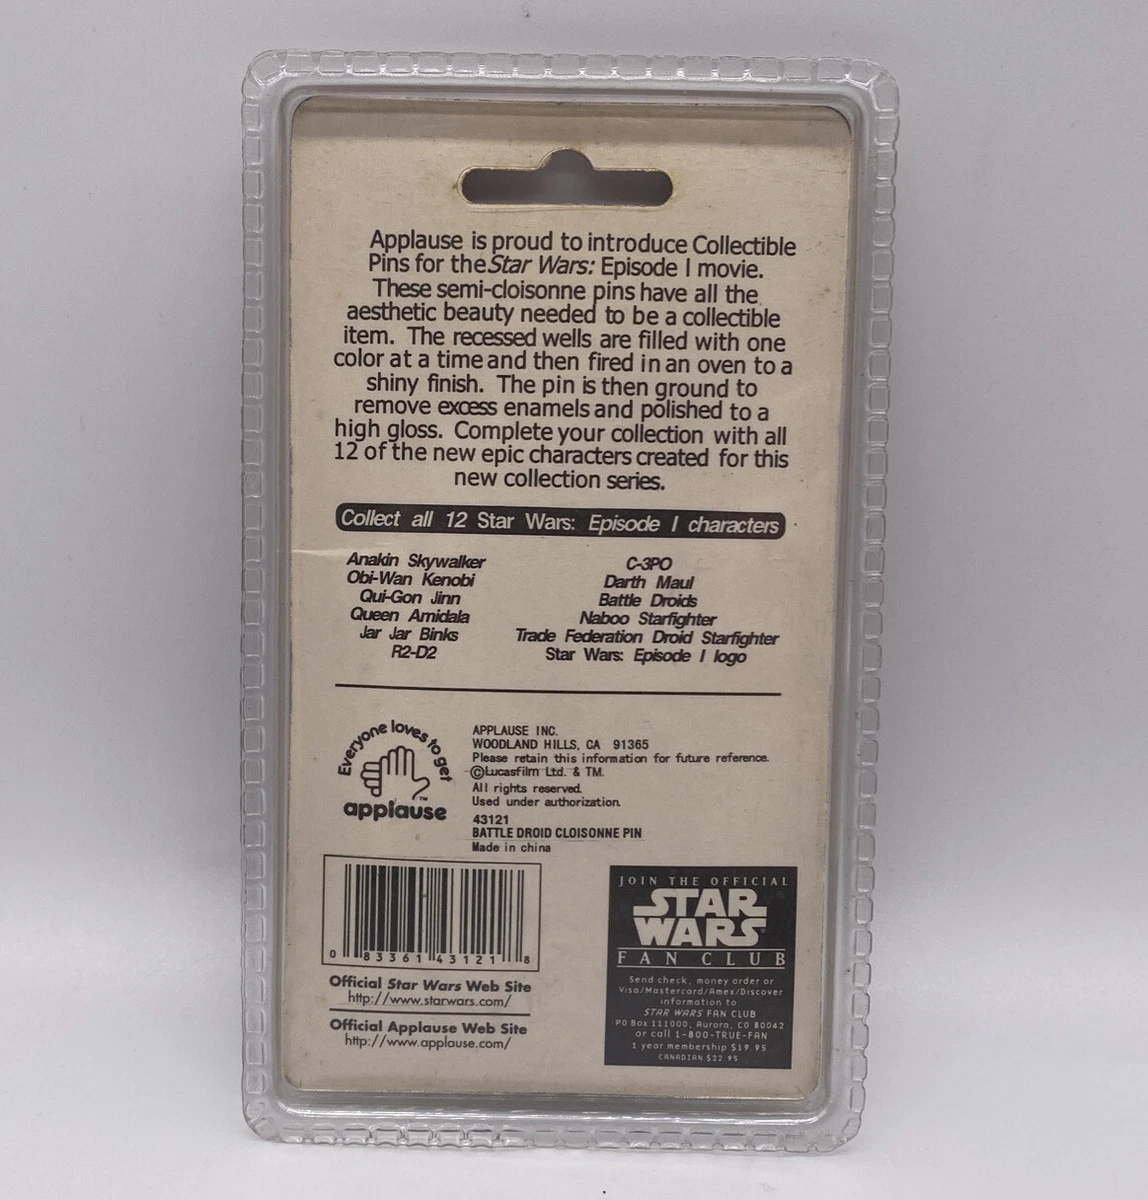 Applause is proud to introduce Collectible
Pins for the Star Wars: Episode I movie.
These semi-cloisonne pins have all the
aesthetic beauty needed to be a collectible
item. The recessed wells are filled with one
color at a time and then fired in an oven to a
shiny finish. The pin is then ground to
remove excess enamels and polished to a
high gloss. Complete your collection with all
12 of the new epic characters created for this
new collection series.
Collect all 12 Star Wars: Episode I characters
Anakin Skywalker
Obi-Wan Kenobi
Qui-Gon Jinn
Queen Amidala
Jar Jar Binks
R2-D2
C-3PO
Darth Maul
Battle Droids
Naboo Starfighter
Trade Federation Droid Starfighter
Star Wars: Episode I logo
Everyone loves to get
applause
TM
APPLAUSE INC.
WOODLAND HILLS, CA 91365
Please retain this information for future reference.
©Lucasfilm Ltd. & TM.
All rights reserved.
Used under authorization.
43121
BATTLE DROID CLOISONNE PIN
Made in china
0 83361 43121 8
Official Star Wars Web Site
http://www.starwars.com/
Official Applause Web Site
http://www.applause.com/
JOIN THE OFFICIAL
STAR
WARS
FAN CLUB
Send check, money order or
Visa/Mastercard/Amex/Discover
information to
STAR WARS FAN CLUB
PO Box 111000, Aurora, CO 80042
or call 1-800-TRUE-FAN
1 year membership $19.95
CANADIAN $22.95